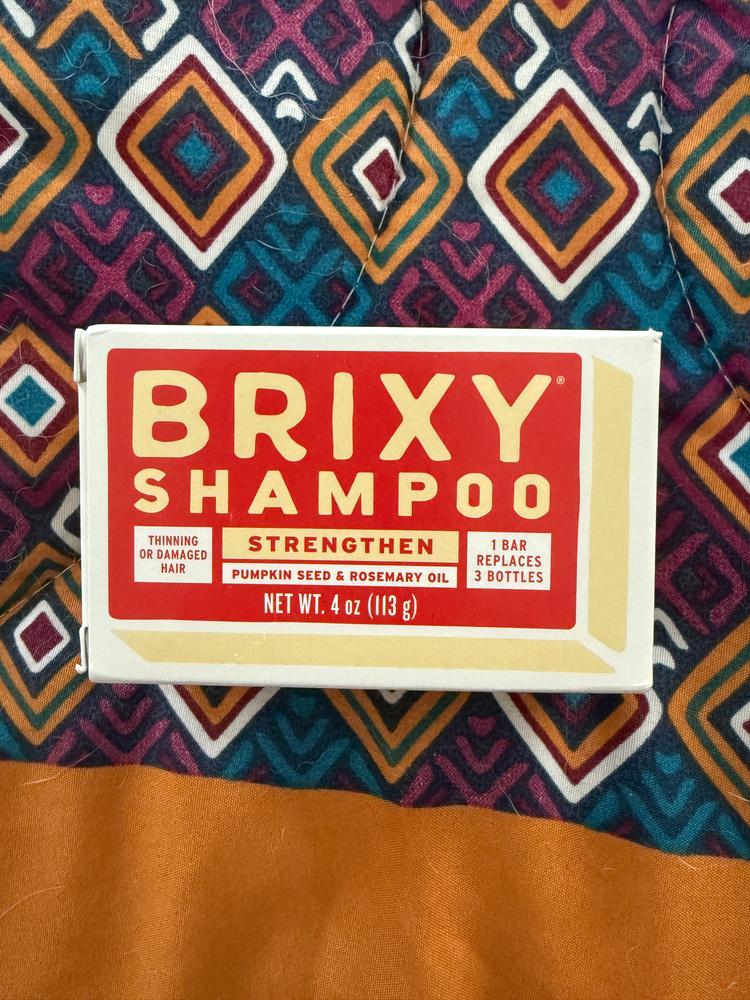 BRIXY®
SHAMPOO
THINNING
OR DAMAGED
HAIR
STRENGTHEN
PUMPKIN SEED & ROSEMARY OIL
1 BAR
REPLACES
3 BOTTLES
NET WT. 4 oz (113 g)